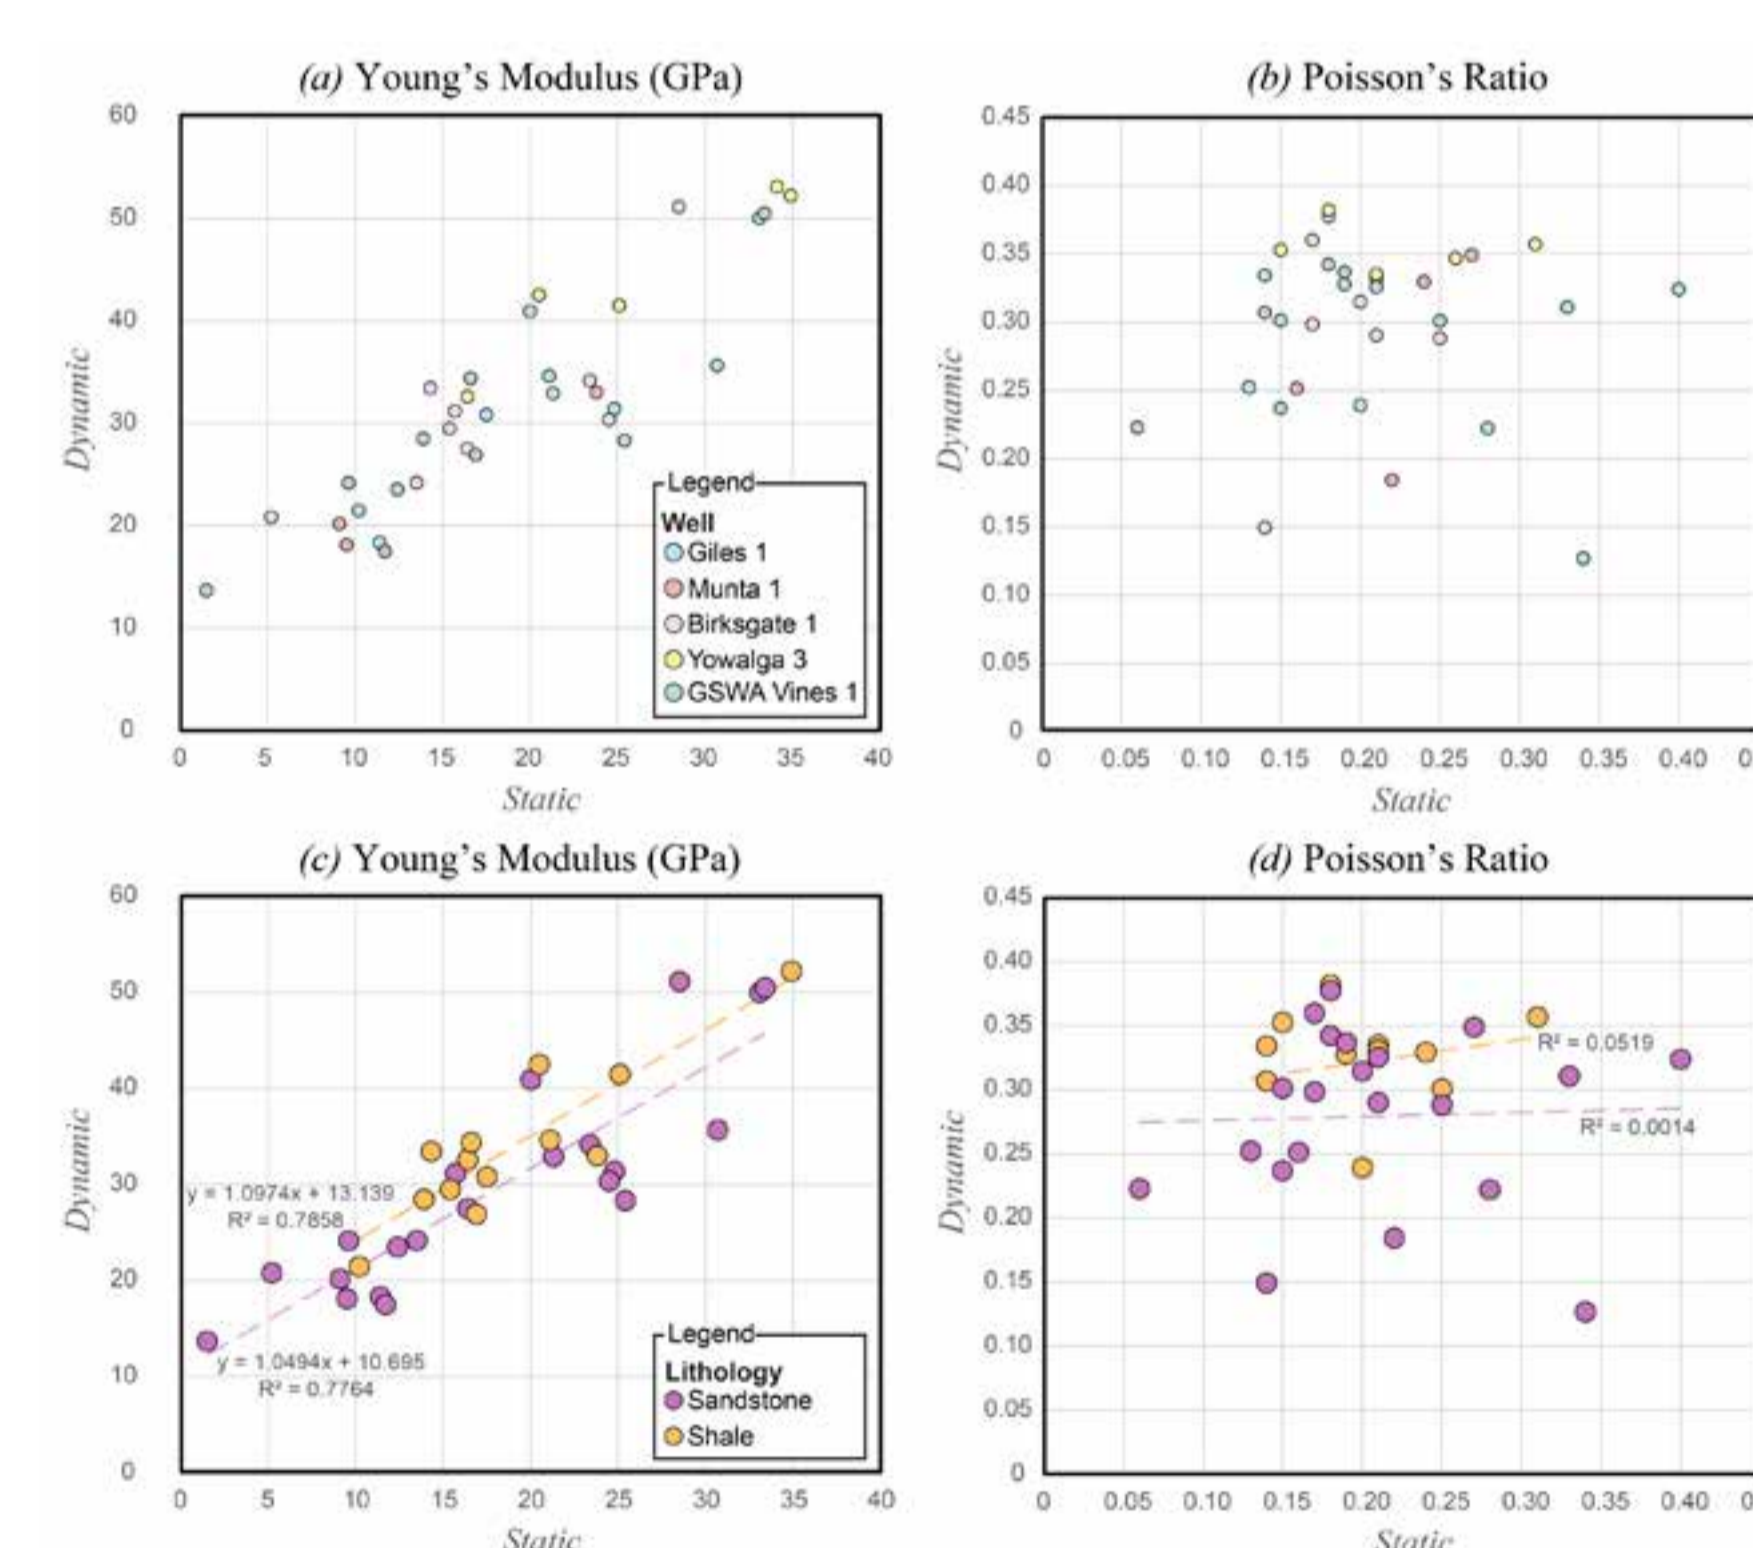 (a) Young's Modulus (GPa)
60
50
40
30
20
10
0
Dynamic
0 5 10 15 20 25 30 35 40
Static
Legend
Well
Giles 1
Munta 1
Birksgate 1
Yowalga 3
GSWA Vines 1
(b) Poisson's Ratio
0.45
0.40
0.35
0.30
0.25
0.20
0.15
0.10
0.05
0
Dynamic
0 0.05 0.10 0.15 0.20 0.25 0.30 0.35 0.40
Static
(c) Young's Modulus (GPa)
60
50
40
30
20
10
0
Dynamic
y = 1.0974x + 13.139
R² = 0.7858
y = 1.0494x + 10.695
R² = 0.7764
Legend
Lithology
Sandstone
Shale
0 5 10 15 20 25 30 35 40
Static
(d) Poisson's Ratio
0.45
0.40
0.35
0.30
0.25
0.20
0.15
0.10
0.05
0
Dynamic
R² = 0.0519
R² = 0.0014
0 0.05 0.10 0.15 0.20 0.25 0.30 0.35 0.40
Static